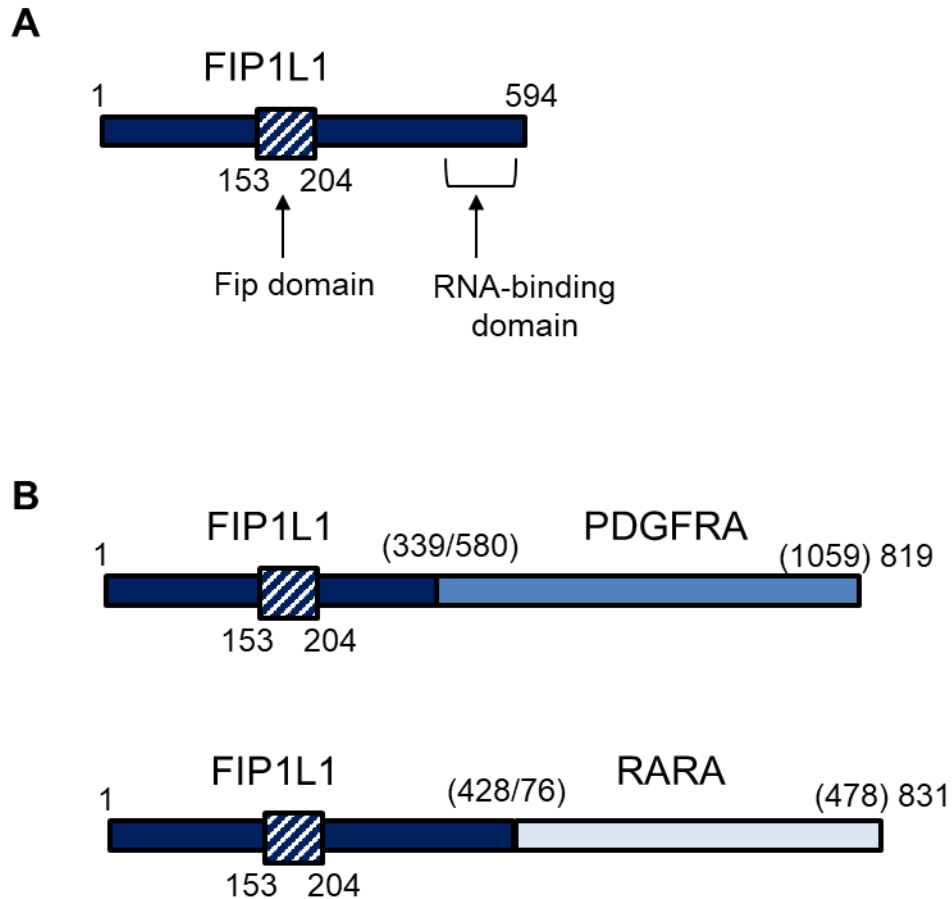 A
FIP1L1
1
594
153 204
Fip domain
RNA-binding
domain
B
FIP1L1
PDGFRA
1
(339/580)
(1059) 819
153 204
FIP1L1
RARA
1
(428/76)
(478) 831
153 204